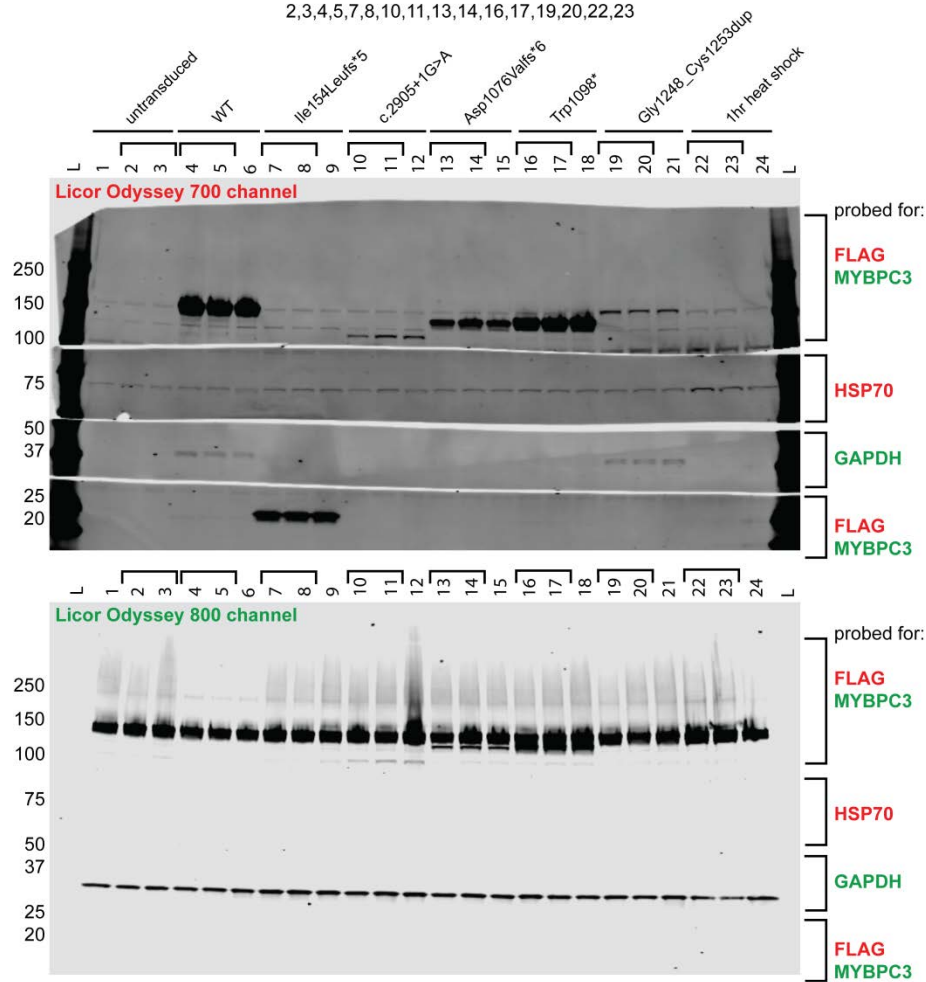 2,3,4,5,7,8,10,11,13,14,16,17,19,20,22,23
untransduced WT Ile154Leufs*5 c.2905+1G>A Asp1076Valfs*6 Trp1098* Gly1248_Cys1253dup 1hr heat shock
L 1 2 3 4 5 6 7 8 9 10 11 12 13 14 15 16 17 18 19 20 21 22 23 24 L
Licor Odyssey 700 channel
probed for:
250
FLAG
MYBPC3
150
100
75
HSP70
50
37
GAPDH
25
20
FLAG
MYBPC3
L 1 2 3 4 5 6 7 8 9 10 11 12 13 14 15 16 17 18 19 20 21 22 23 24 L
Licor Odyssey 800 channel
probed for:
250
FLAG
MYBPC3
150
100
75
HSP70
50
37
GAPDH
25
20
FLAG
MYBPC3